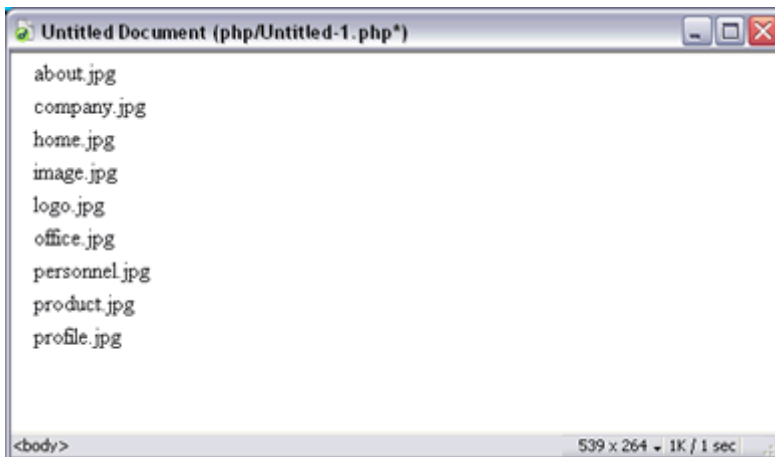 Untitled Document (php/Untitled-1.php*)
about.jpg
company.jpg
home.jpg
image.jpg
logo.jpg
office.jpg
personnel.jpg
product.jpg
profile.jpg
<body> 539 x 264 1K / 1 sec